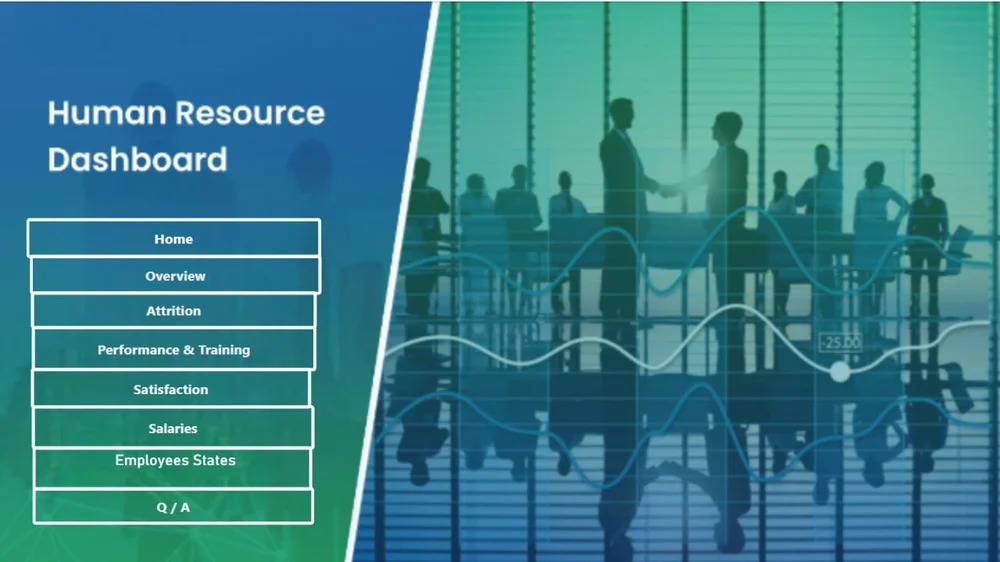 Human Resource
Dashboard
Home
Overview
Attrition
Performance & Training
Satisfaction
Salaries
Employees States
Q / A
-25.00